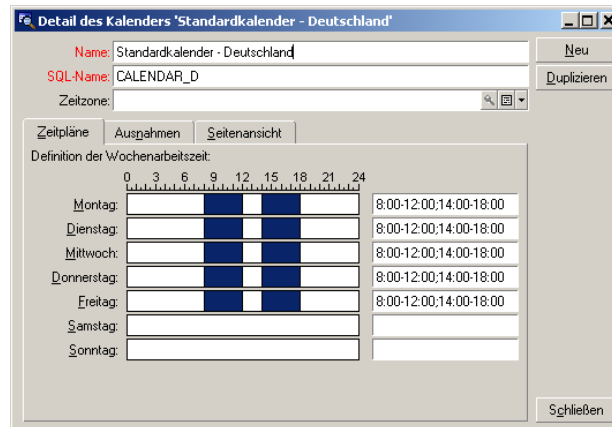 Detail des Kalenders 'Standardkalender - Deutschland'
Name: Standardkalender - Deutschland
Neu
SQL-Name: CALENDAR_D
Duplizieren
Zeitzone:
Zeitpläne Ausnahmen Seitenansicht
Definition der Wochenarbeitszeit:
0 3 6 9 12 15 18 21 24
Montag: 8:00-12:00;14:00-18:00
Dienstag: 8:00-12:00;14:00-18:00
Mittwoch: 8:00-12:00;14:00-18:00
Donnerstag: 8:00-12:00;14:00-18:00
Freitag: 8:00-12:00;14:00-18:00
Samstag:
Sonntag:
Schließen